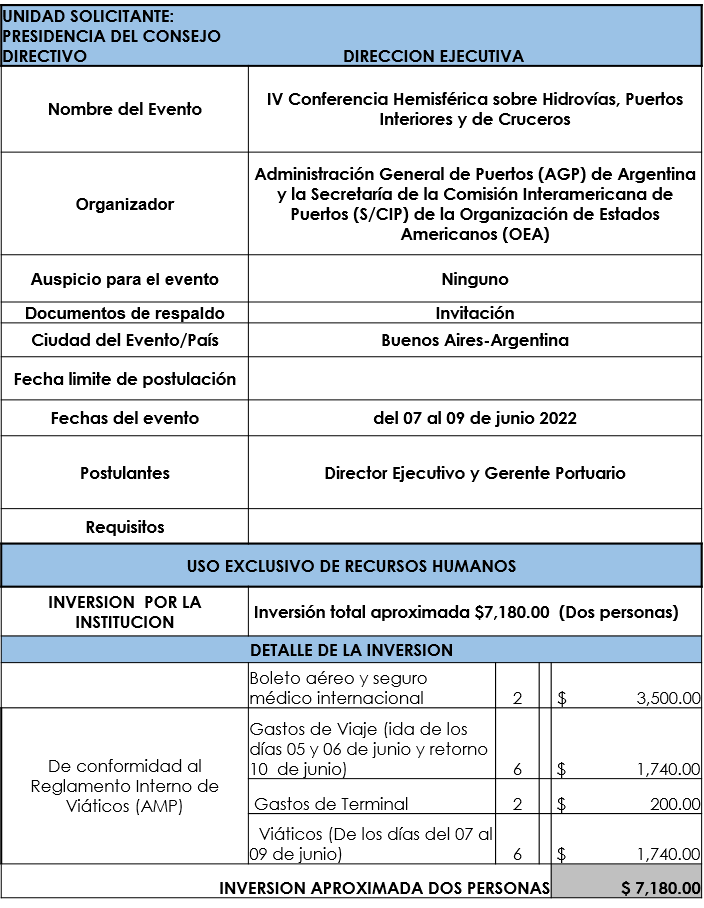 UNIDAD SOLICITANTE:
PRESIDENCIA DEL CONSEJO
DIRECTIVO
DIRECCION EJECUTIVA
Nombre del Evento
IV Conferencia Hemisférica sobre Hidrovías, Puertos
Interiores y de Cruceros
Organizador
Administración General de Puertos (AGP) de Argentina
y la Secretaría de la Comisión Interamericana de
Puertos (S/CIP) de la Organización de Estados
Americanos (OEA)
Auspicio para el evento
Ninguno
Documentos de respaldo
Invitación
Ciudad del Evento/País
Buenos Aires-Argentina
Fecha limite de postulación
Fechas del evento
del 07 al 09 de junio 2022
Postulantes
Director Ejecutivo y Gerente Portuario
Requisitos
USO EXCLUSIVO DE RECURSOS HUMANOS
INVERSION POR LA
INSTITUCION
Inversión total aproximada $7,180.00 (Dos personas)
DETALLE DE LA INVERSION
Boleto aéreo y seguro
médico internacional 2 $ 3,500.00
De conformidad al
Reglamento Interno de
Viáticos (AMP)
Gastos de Viaje (ida de los
días 05 y 06 de junio y retorno
10 de junio) 6 $ 1,740.00
Gastos de Terminal 2 $ 200.00
Viáticos (De los días del 07 al
09 de junio) 6 $ 1,740.00
INVERSION APROXIMADA DOS PERSONAS $ 7,180.00